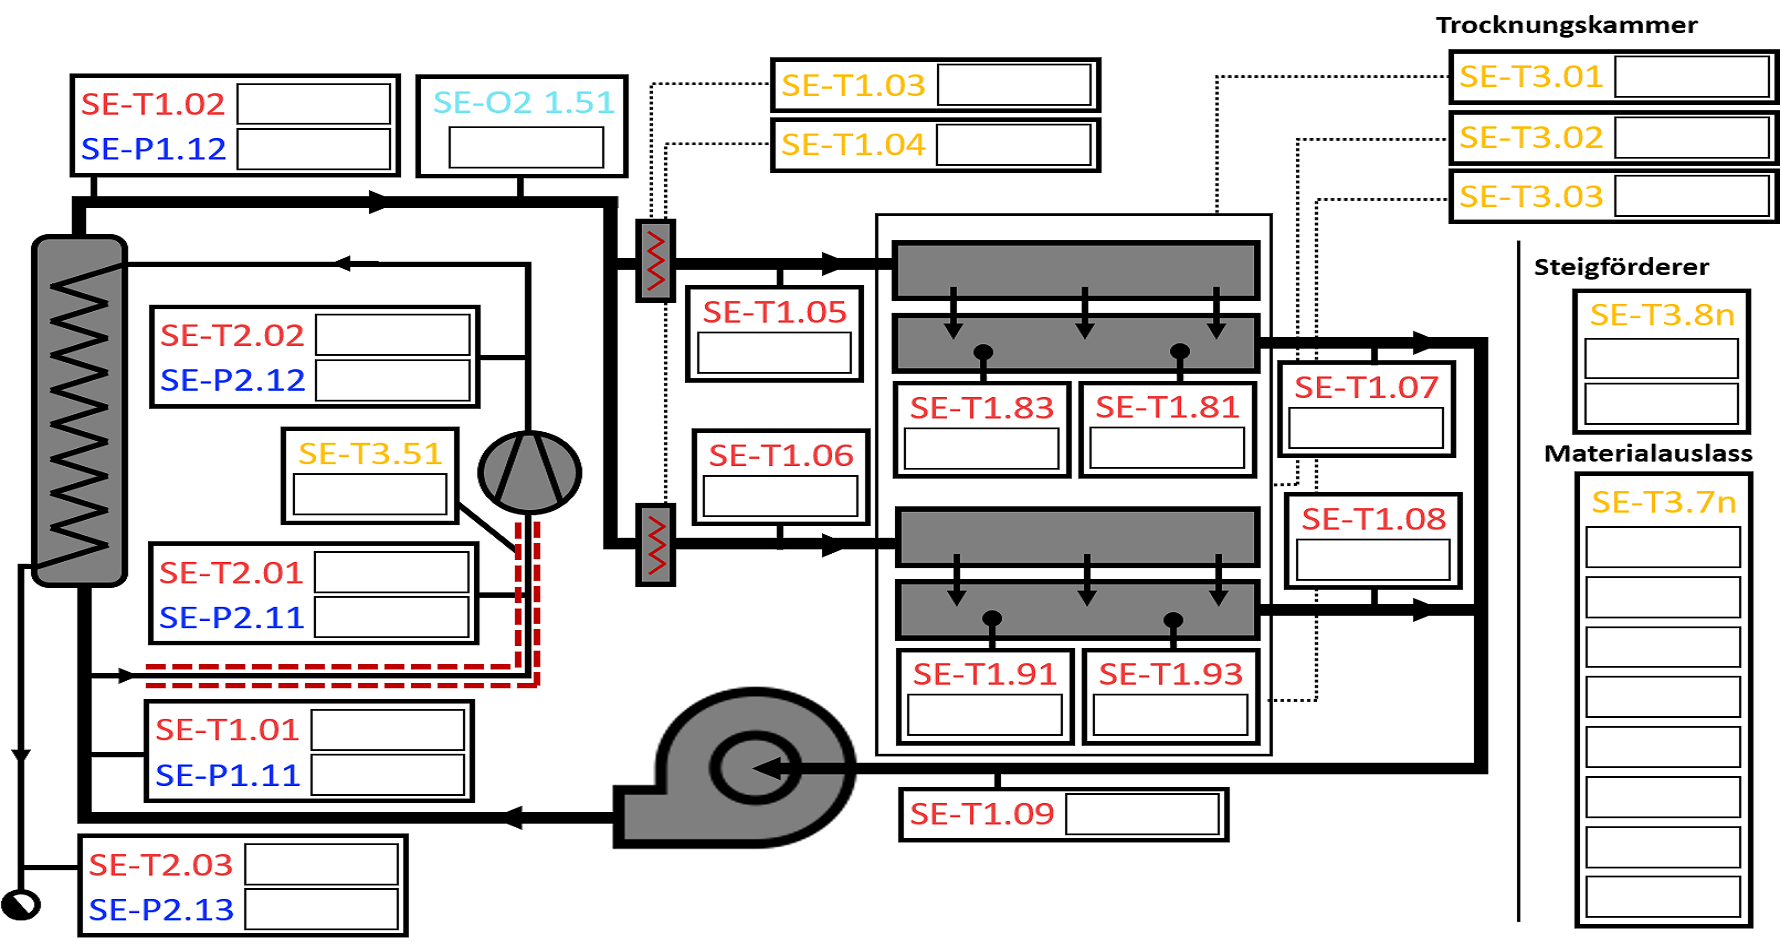 Trocknungskammer
SE-T3.01
SE-T3.02
SE-T3.03
SE-T1.02
SE-P1.12
SE-O2 1.51
SE-T1.03
SE-T1.04
Steigförderer
SE-T3.8n
Materialauslass
SE-T3.7n
SE-T2.02
SE-P2.12
SE-T1.05
SE-T1.83
SE-T1.81
SE-T1.07
SE-T3.51
SE-T1.06
SE-T1.08
SE-T2.01
SE-P2.11
SE-T1.91
SE-T1.93
SE-T1.01
SE-P1.11
SE-T1.09
SE-T2.03
SE-P2.13